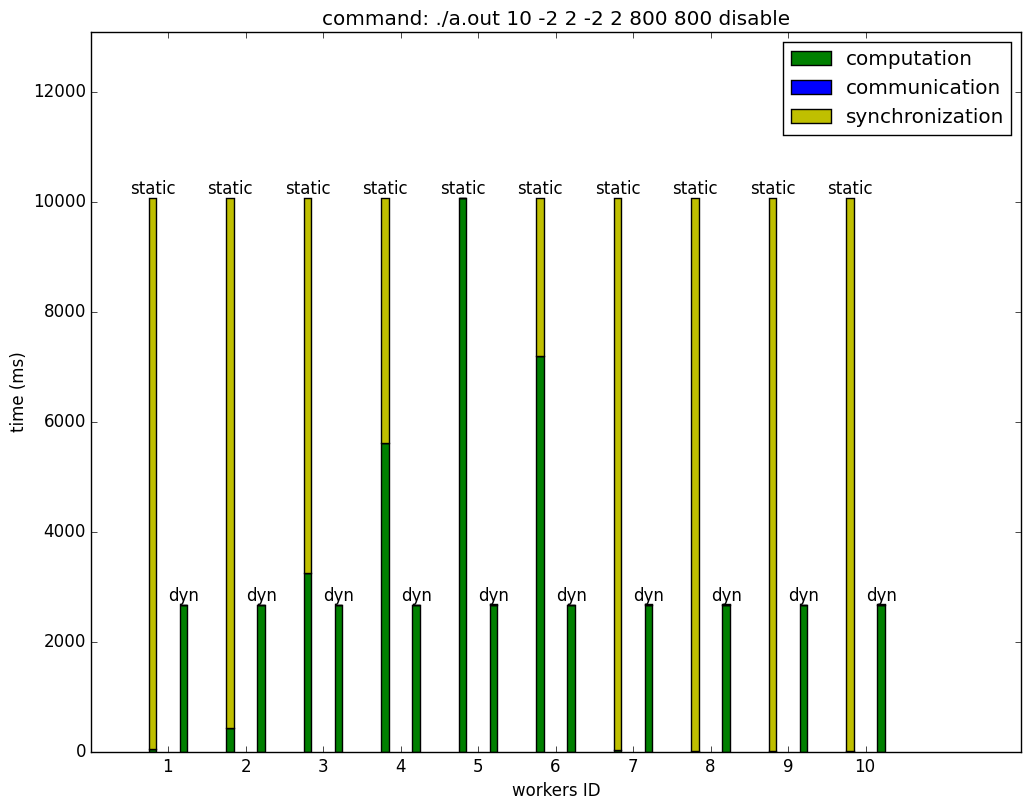 command: ./a.out 10 -2 2 -2 2 800 800 disable
computation
communication
synchronization
12000
10000
8000
6000
4000
2000
0
time (ms)
static static static static static static static static static static
dyn dyn dyn dyn dyn dyn dyn dyn dyn dyn
1 2 3 4 5 6 7 8 9 10
workers ID